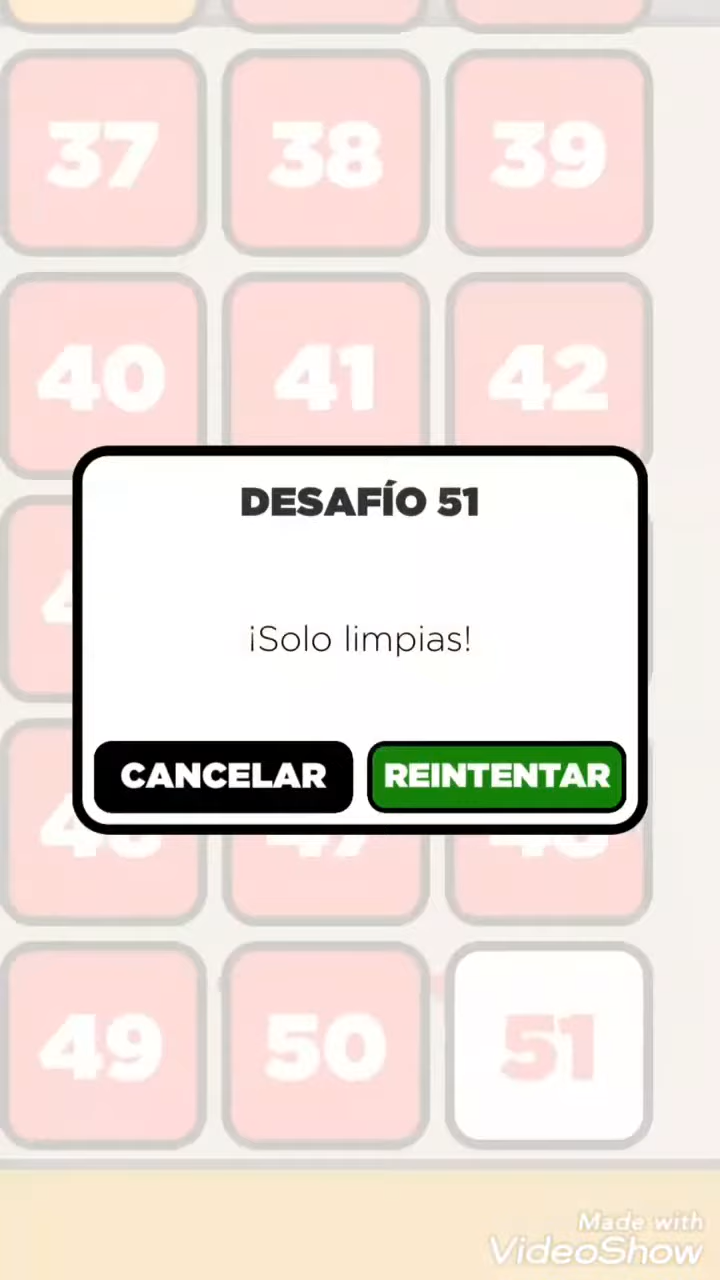 37 38 39
40 41 42
DESAFÍO 51
¡Solo limpias!
CANCELAR REINTENTAR
49 50 51
Made with
VideoShow